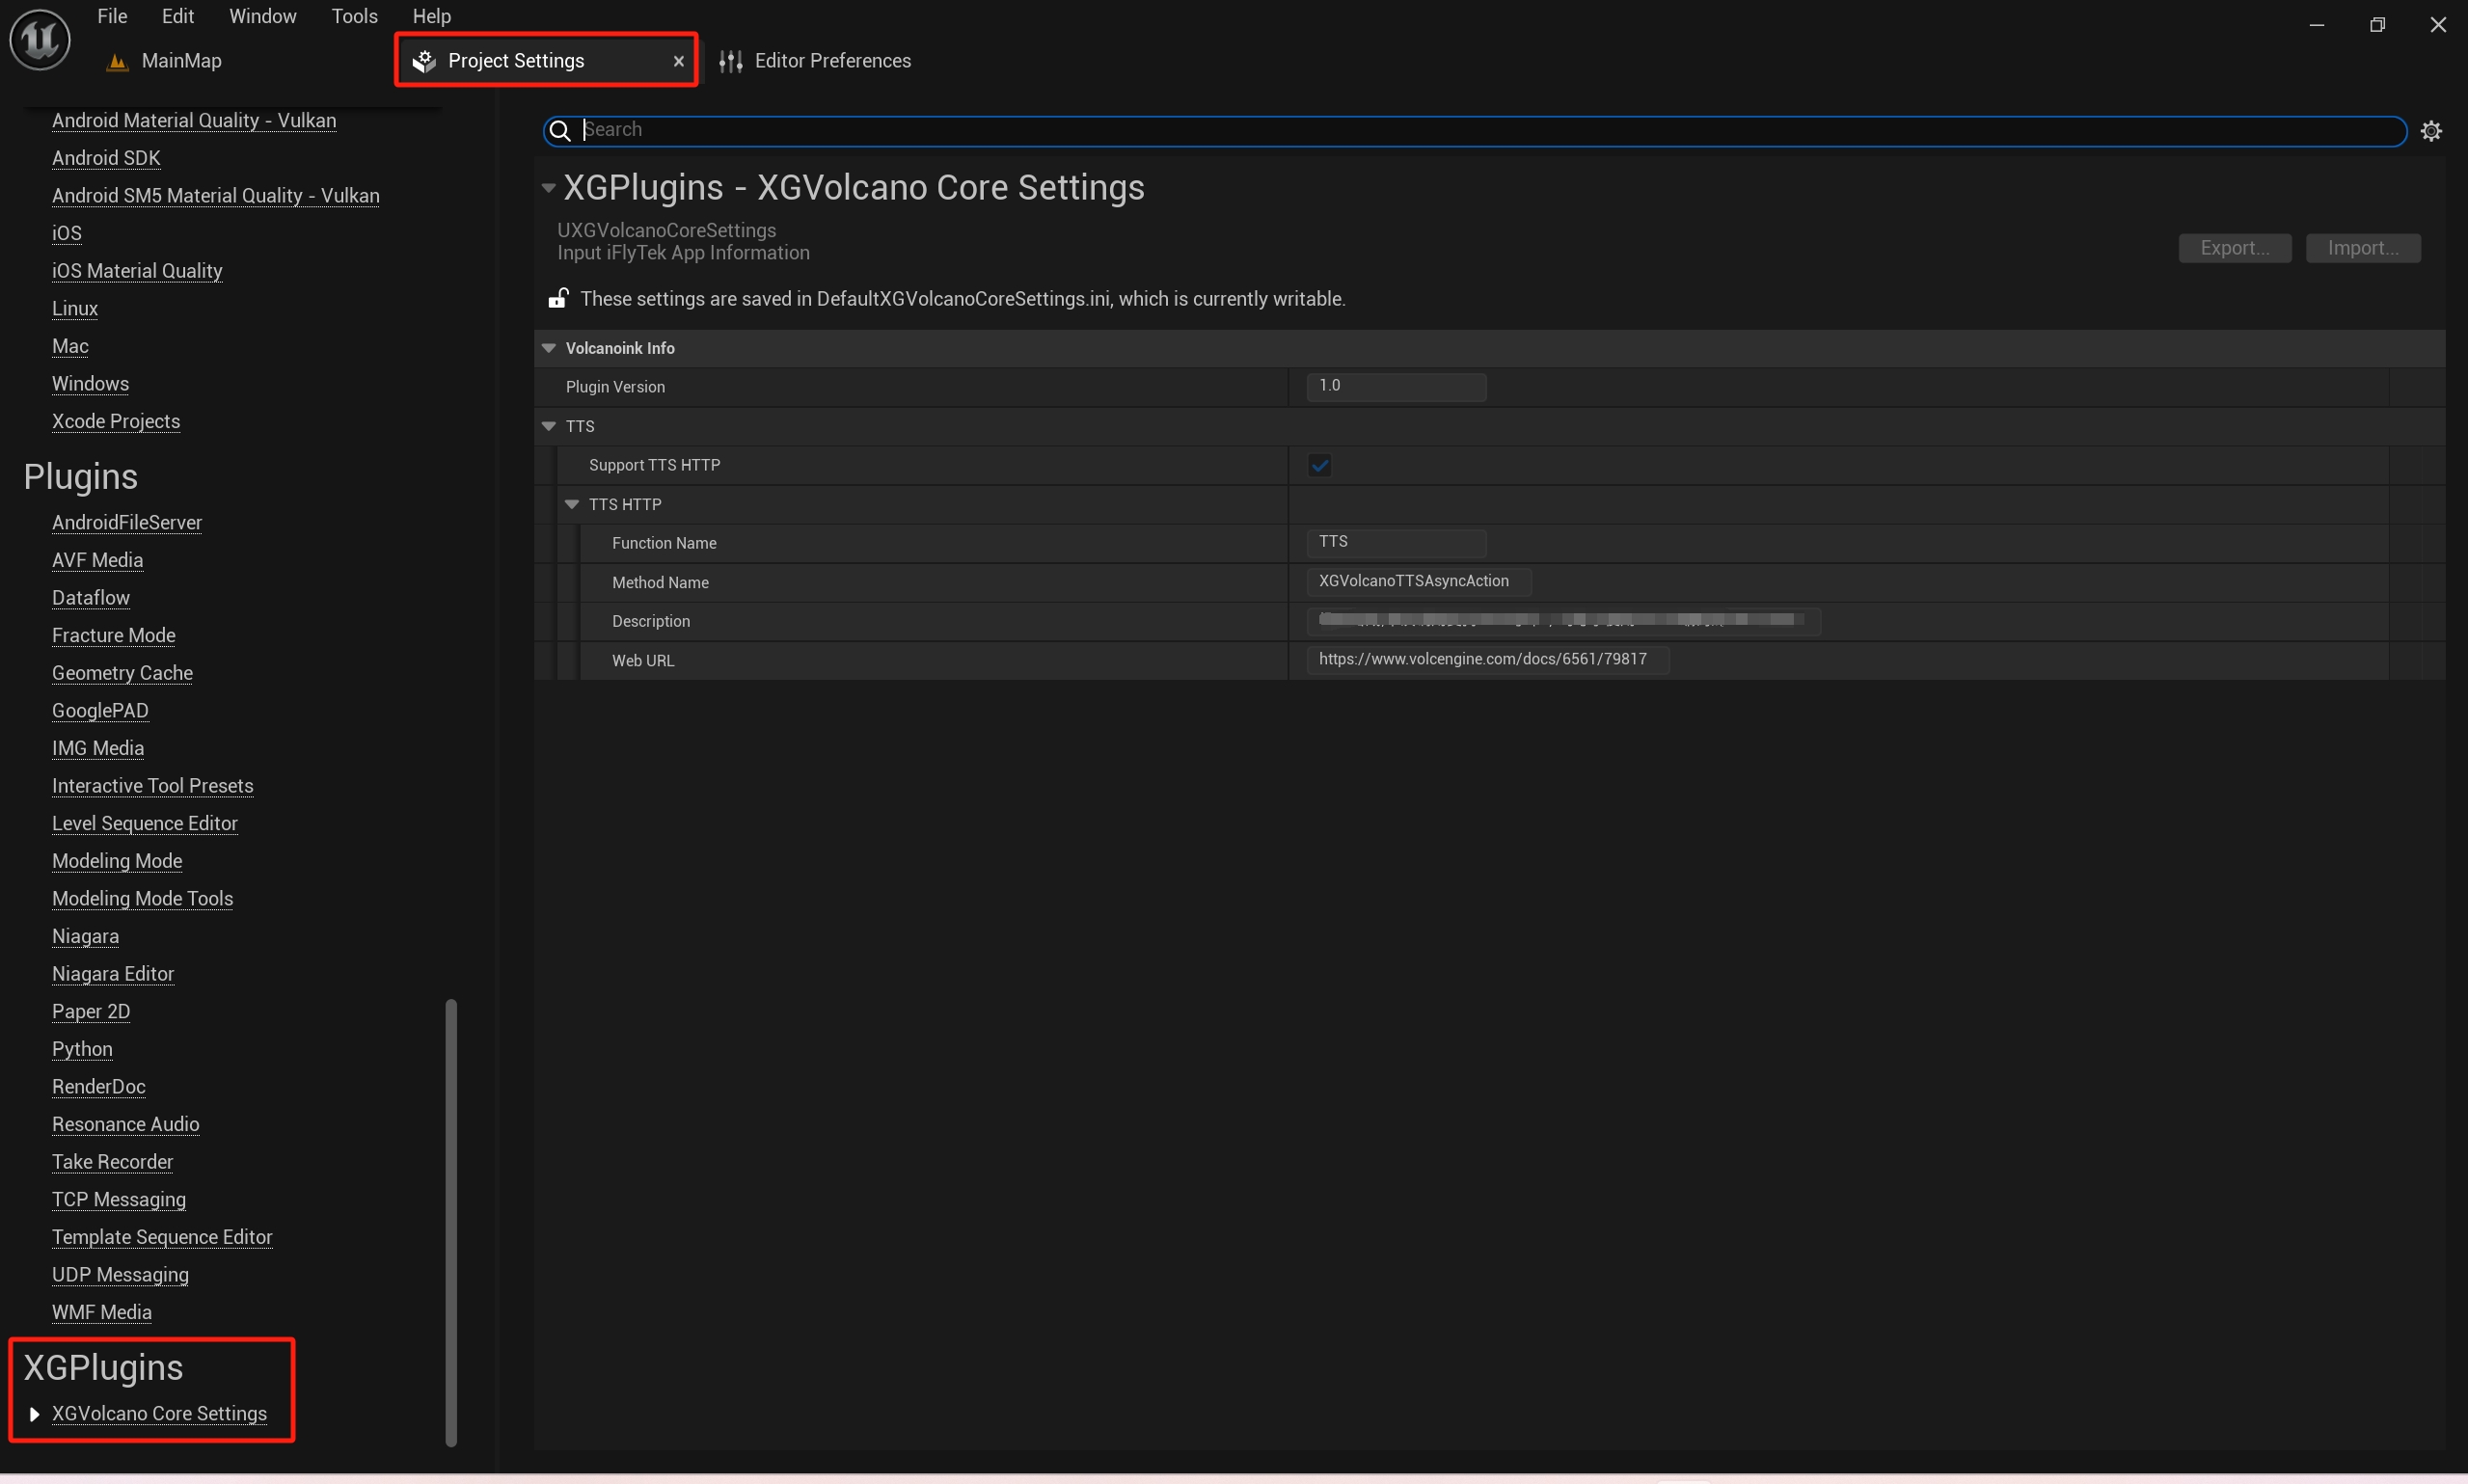 File Edit Window Tools Help
MainMap
Project Settings
Editor Preferences
Android Material Quality - Vulkan
Android SDK
Android SM5 Material Quality - Vulkan
iOS
iOS Material Quality
Linux
Mac
Windows
Xcode Projects
Plugins
AndroidFileServer
AVF Media
Dataflow
Fracture Mode
Geometry Cache
GooglePAD
IMG Media
Interactive Tool Presets
Level Sequence Editor
Modeling Mode
Modeling Mode Tools
Niagara
Niagara Editor
Paper 2D
Python
RenderDoc
Resonance Audio
Take Recorder
TCP Messaging
Template Sequence Editor
UDP Messaging
WMF Media
XGPlugins
XGVolcano Core Settings
Search
XGPlugins - XGVolcano Core Settings
UXGVolcanoCoreSettings
Input iFlyTek App Information
Export...
Import...
These settings are saved in DefaultXGVolcanoCoreSettings.ini, which is currently writable.
Volcanoink Info
Plugin Version 1.0
TTS
Support TTS HTTP
TTS HTTP
Function Name TTS
Method Name XGVolcanoTTSAsyncAction
Description
Web URL https://www.volcengine.com/docs/6561/79817